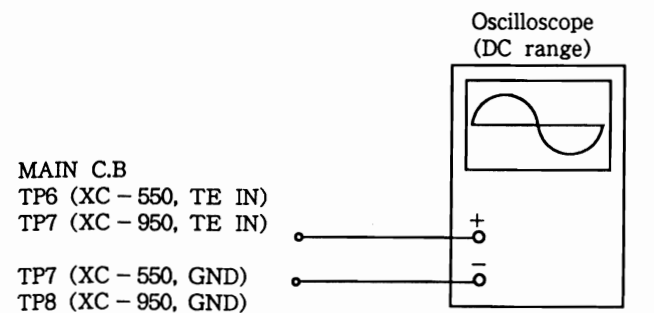 Oscilloscope
(DC range)
MAIN C.B
TP6 (XC－550, TE IN)
TP7 (XC－950, TE IN)
+
−
TP7 (XC－550, GND)
TP8 (XC－950, GND)